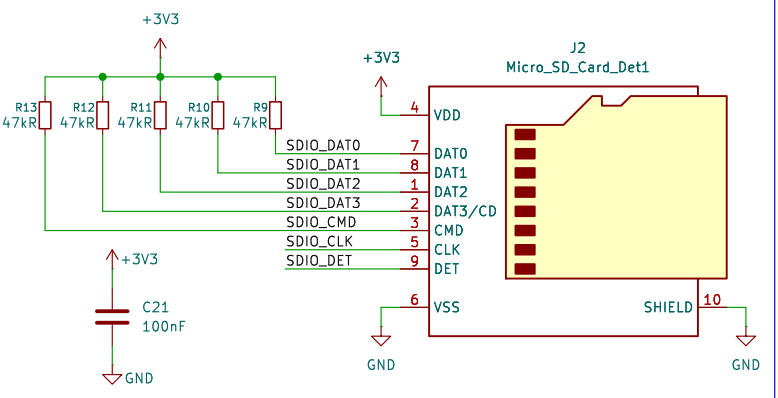 +3V3
J2
+3V3
Micro_SD_Card_Det1
R13
R12
R11
R10
R9
47kR
47kR
47kR
47kR
47kR
4
VDD
SDIO_DAT0
7
DAT0
SDIO_DAT1
8
DAT1
SDIO_DAT2
1
DAT2
SDIO_DAT3
2
DAT3/CD
SDIO_CMD
3
CMD
SDIO_CLK
5
CLK
SDIO_DET
9
DET
+3V3
6
VSS
SHIELD
10
C21
100nF
GND
GND
GND